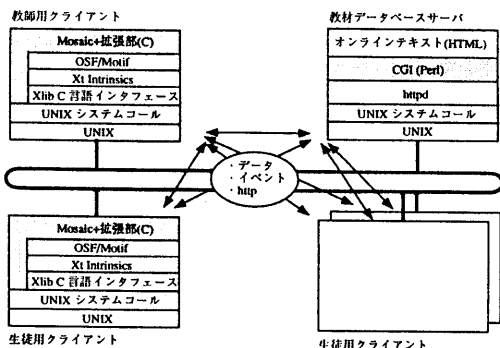 教師用クライアント
Mosaic+拡張部(C)
OSF/Motif
Xt Intrinsics
Xlib C 言語インタフェース
UNIX システムコール
UNIX
教材データベースサーバ
オンラインテキスト(HTML)
CGI (Perl)
httpd
UNIX システムコール
UNIX
・データ
・イベント
・http
Mosaic+拡張部(C)
OSF/Motif
Xt Intrinsics
Xlib C 言語インタフェース
UNIX システムコール
UNIX
生徒用クライアント
生徒用クライアント